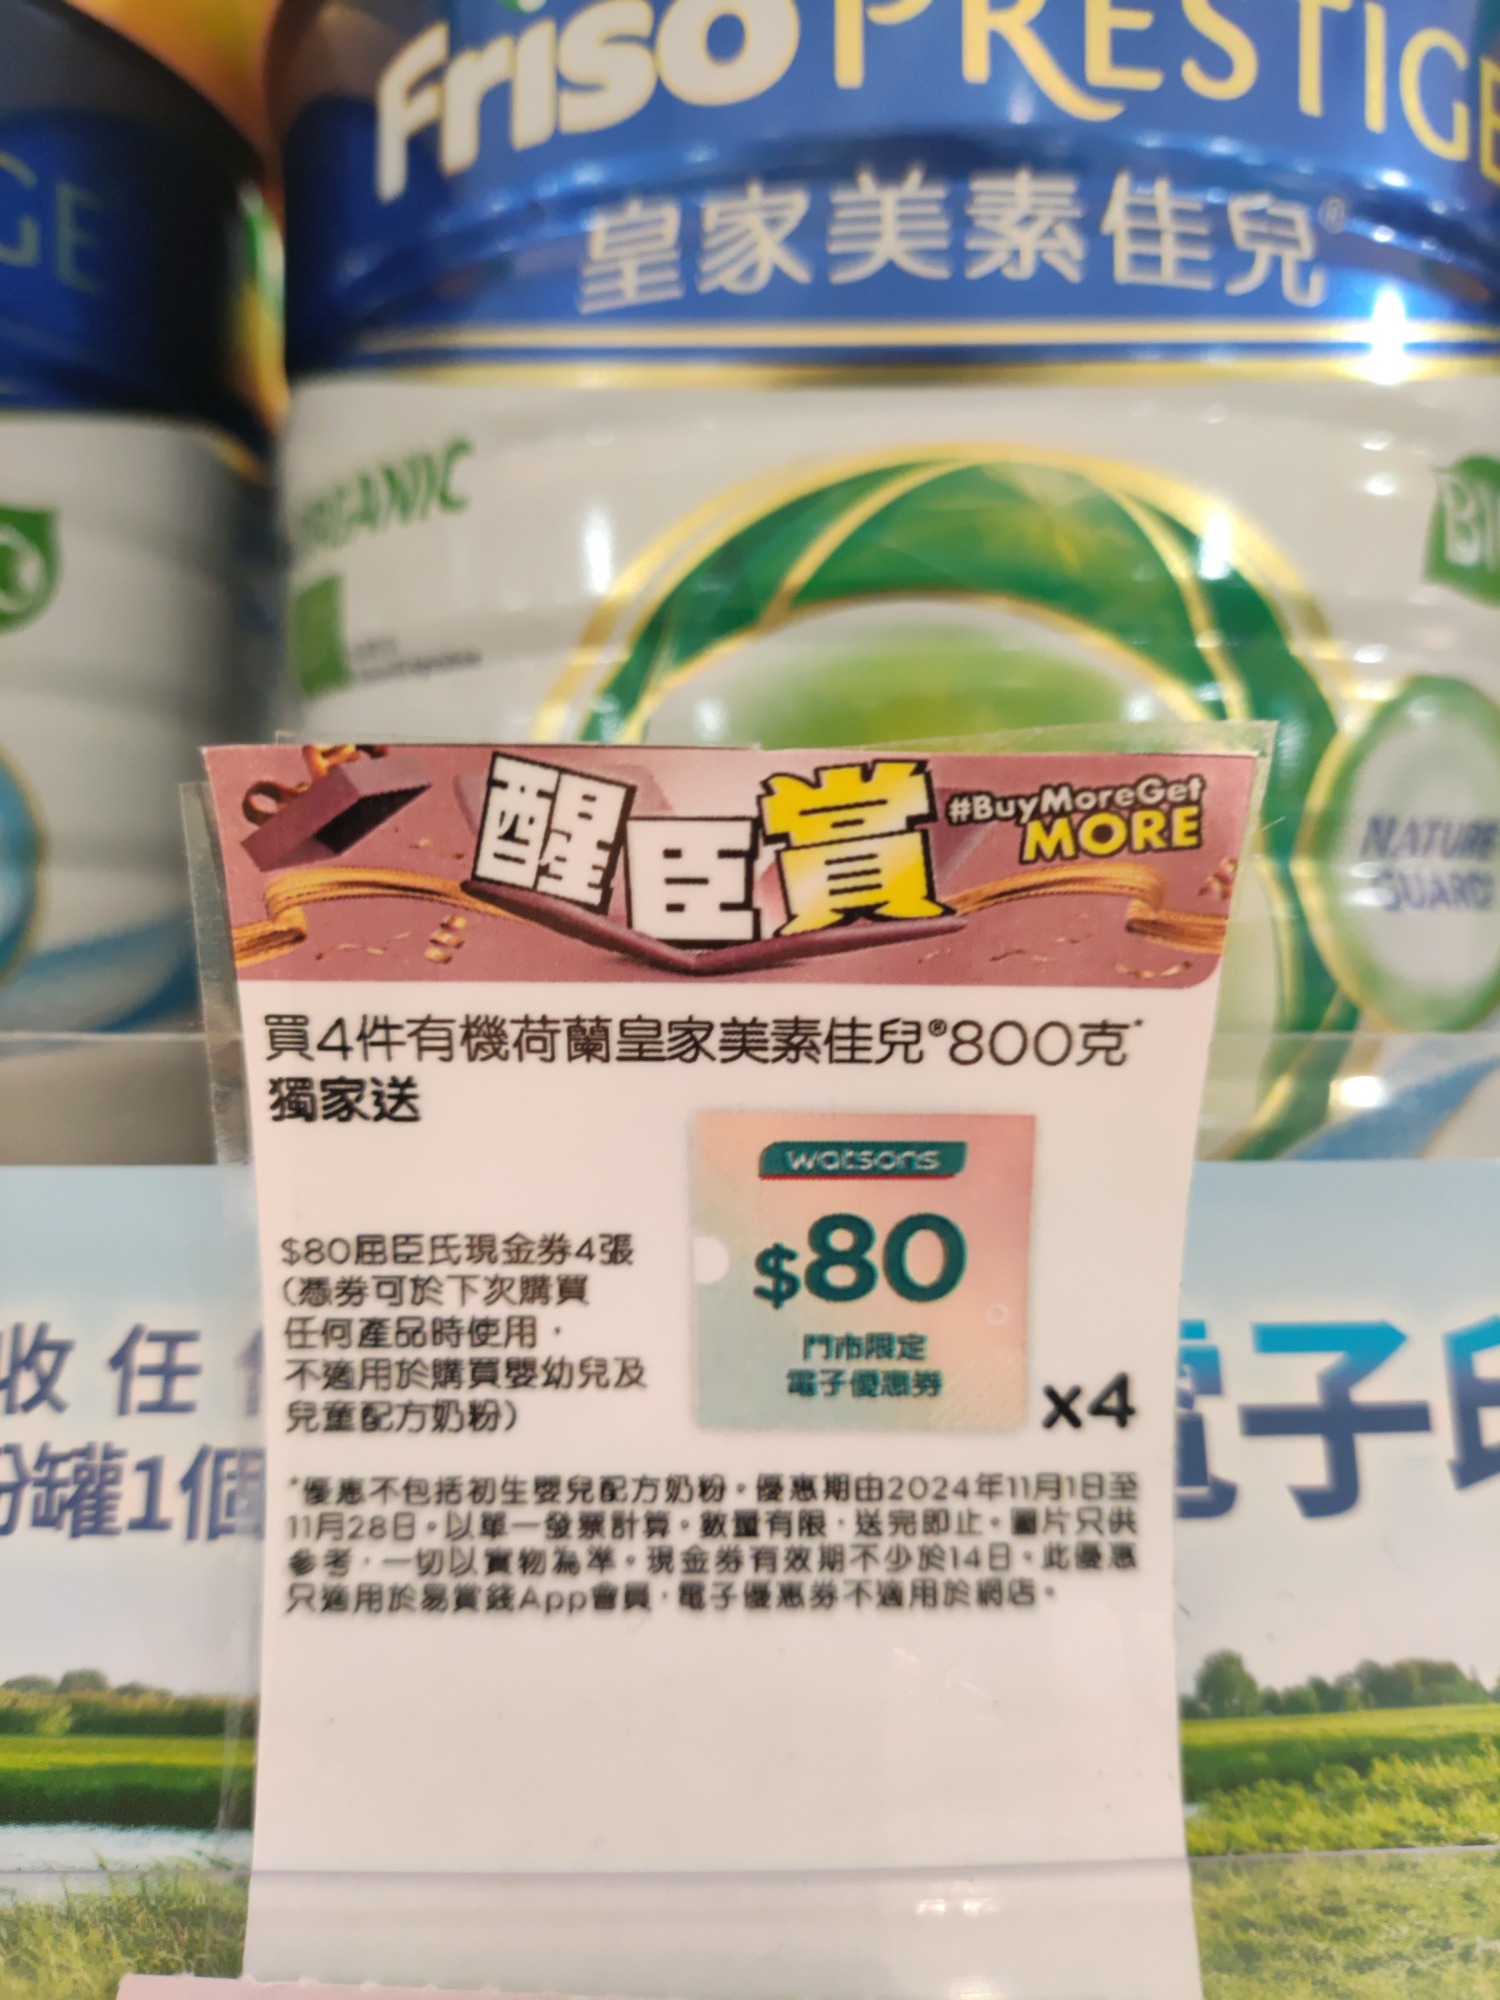 Friso PRESTIGE
皇家美素佳兒®
GE
ORGANIC
NATURE
GUARD
醒臣賞
#BuyMoreGet
MORE
買4件有機荷蘭皇家美素佳兒®800克*
獨家送
watsons
$80
門市限定
電子優惠券
x4
$80屈臣氏現金券4張
(憑券可於下次購買
任何產品時使用，
不適用於購買嬰幼兒及
兒童配方奶粉)
*優惠不包括初生嬰兒配方奶粉。優惠期由2024年11月1日至
11月28日。以單一發票計算。數量有限，送完即止。圖片只供
參考，一切以實物為準。現金券有效期不少於14日。此優惠
只適用於易賞錢App會員，電子優惠券不適用於網店。
收任
罐1個
電子印